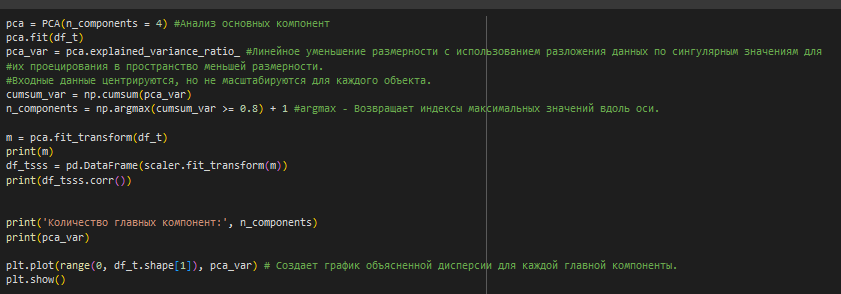 pca = PCA(n_components = 4) #Анализ основных компонент
pca.fit(df_t)
pca_var = pca.explained_variance_ratio_ #Линейное уменьшение размерности с использованием разложения данных по сингулярным значениям для
#их проецирования в пространство меньшей размерности.
#Входные данные центрируются, но не масштабируются для каждого объекта.
cumsum_var = np.cumsum(pca_var)
n_components = np.argmax(cumsum_var >= 0.8) + 1 #argmax - Возвращает индексы максимальных значений вдоль оси.
m = pca.fit_transform(df_t)
print(m)
df_tsss = pd.DataFrame(scaler.fit_transform(m))
print(df_tsss.corr())
print('Количество главных компонент:', n_components)
print(pca_var)
plt.plot(range(0, df_t.shape[1]), pca_var) # Создает график объясненной дисперсии для каждой главной компоненты.
plt.show()